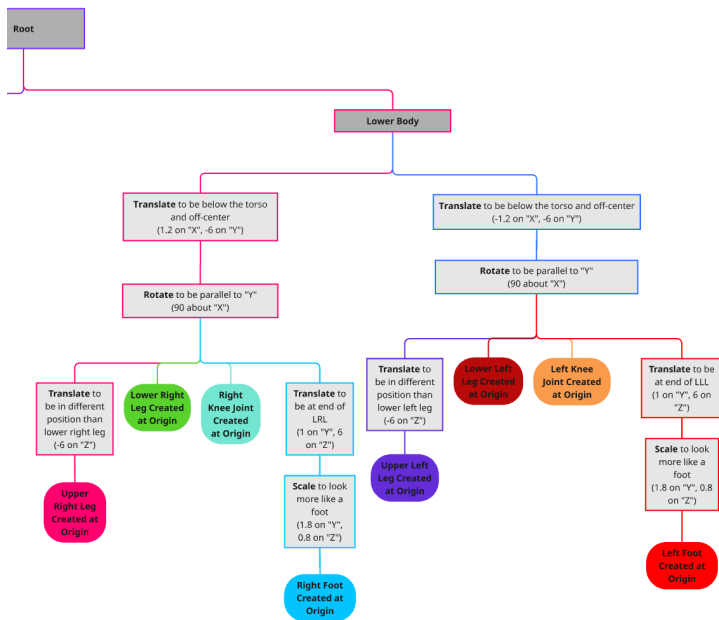 Root
Lower Body
Translate to be below the torso
and off-center
(1.2 on "X", -6 on "Y")
Translate to be below the torso and off-center
(-1.2 on "X", -6 on "Y")
Rotate to be parallel to "Y"
(90 about "X")
Rotate to be parallel to "Y"
(90 about "X")
Translate to
be in different
position than
lower right leg
(-6 on "Z")
Lower Right
Leg Created
at Origin
Right
Knee Joint
Created
at Origin
Translate to
be at end of
LRL
(1 on "Y", 6
on "Z")
Translate to
be in different
position than
lower left leg
(-6 on "Z")
Lower Left
Leg Created
at Origin
Left Knee
Joint Created
at Origin
Translate to be
at end of LLL
(1 on "Y", 6 on
"Z")
Upper
Right Leg
Created at
Origin
Scale to look
more like a
foot
(1.8 on "Y",
0.8 on "Z")
Upper Left
Leg Created
at Origin
Scale to look
more like a
foot
(1.8 on "Y", 0.8
on "Z")
Right Foot
Created at
Origin
Left Foot
Created at
Origin